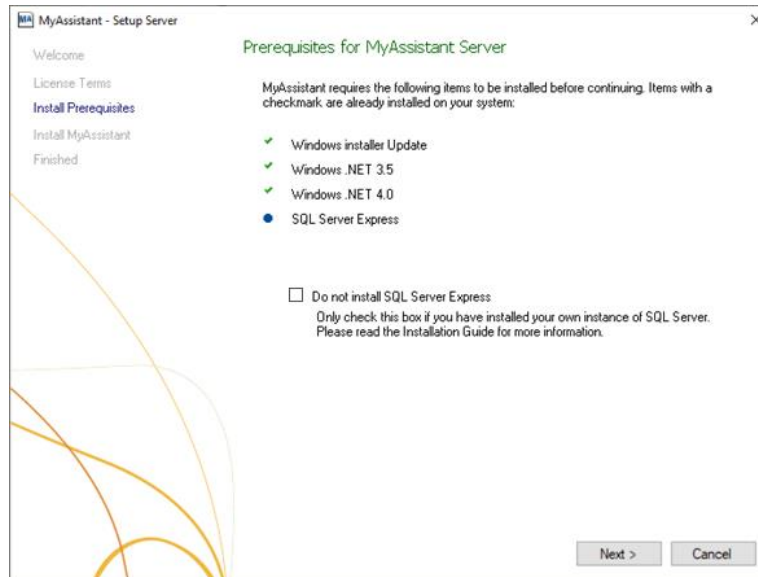 MA MyAssistant - Setup Server
Welcome
License Terms
Install Prerequisites
Install MyAssistant
Finished
Prerequisites for MyAssistant Server
MyAssistant requires the following items to be installed before continuing. Items with a
checkmark are already installed on your system:
Windows installer Update
Windows .NET 3.5
Windows .NET 4.0
SQL Server Express
Do not install SQL Server Express
Only check this box if you have installed your own instance of SQL Server.
Please read the Installation Guide for more information.
Next >
Cancel